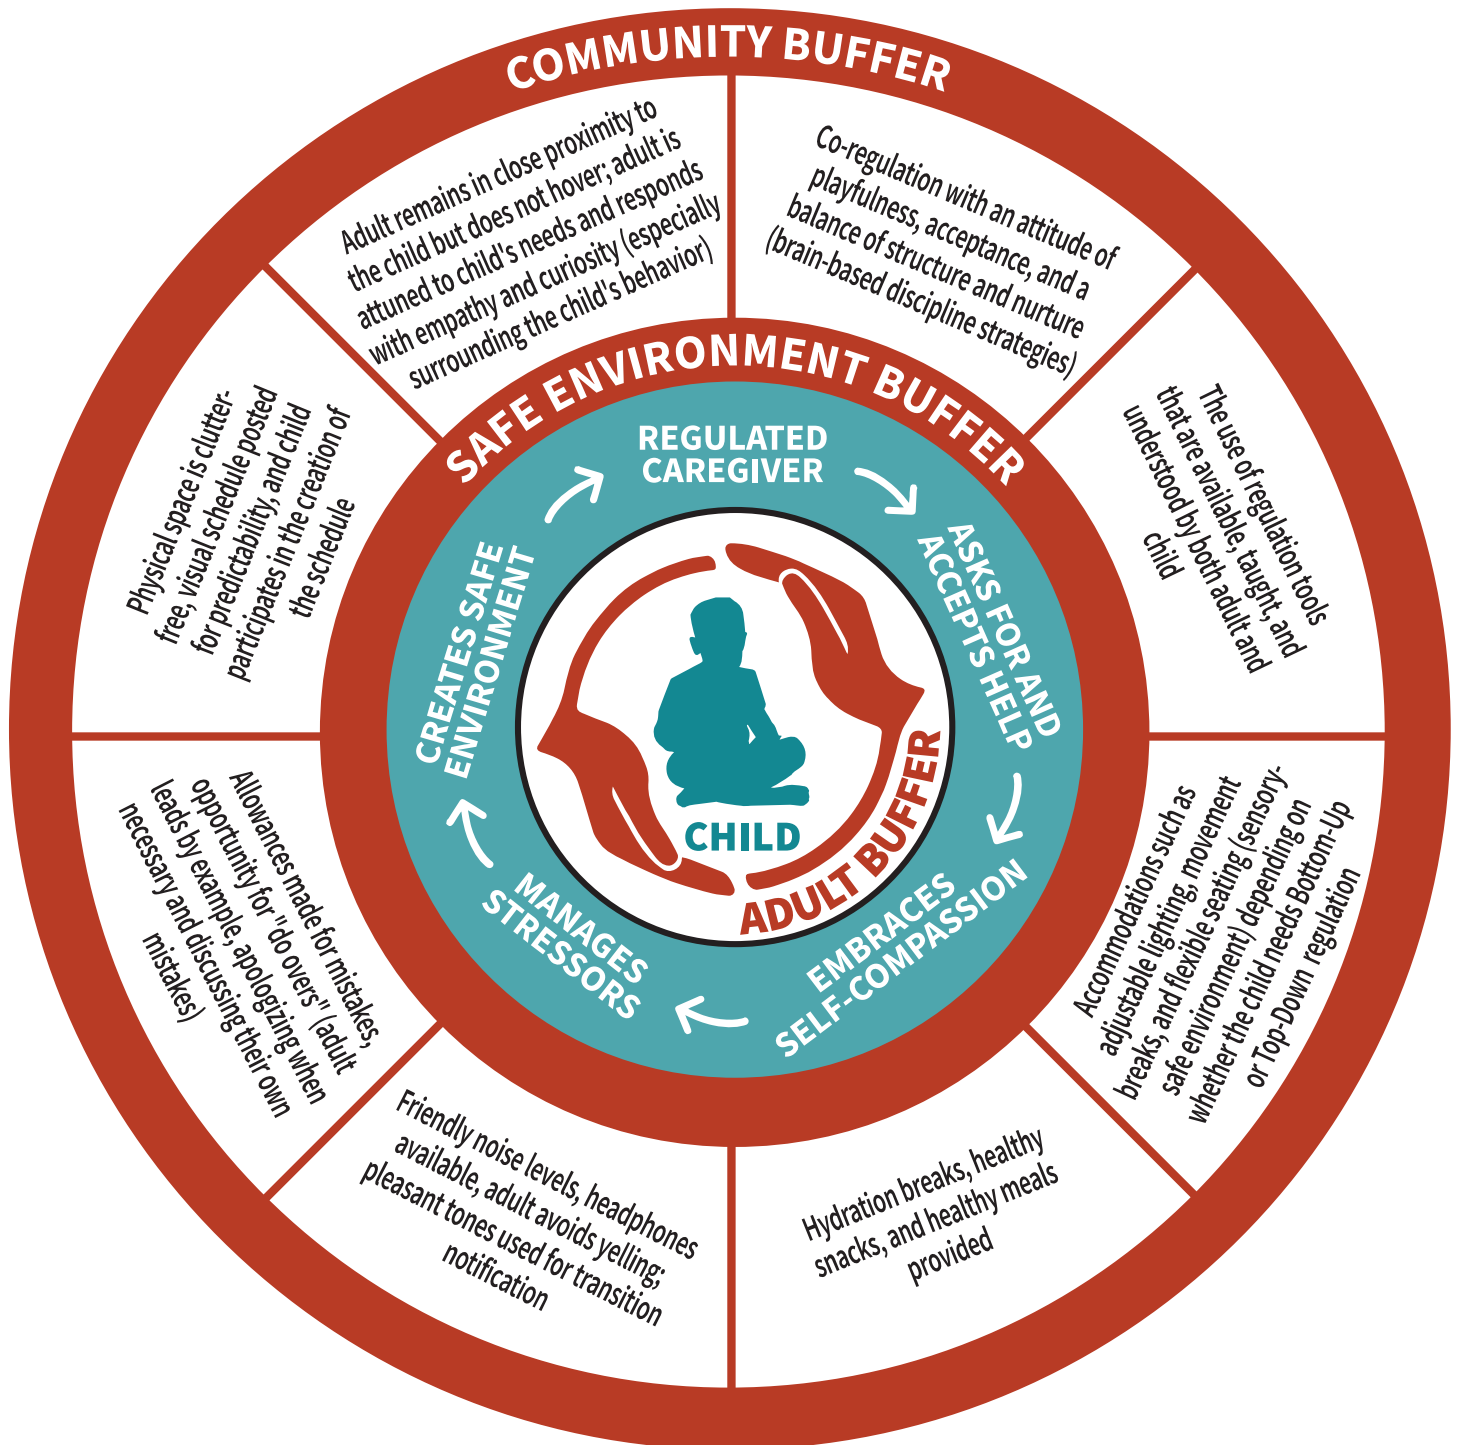 COMMUNITY BUFFER
Adult remains in close proximity to
the child but does not hover; adult is
attuned to child's needs and responds
with empathy and curiosity (especially
surrounding the child's behavior)
Co-regulation with an attitude of
playfulness, acceptance, and a
balance of structure and nurture
(brain-based discipline strategies)
The use of regulation tools
that are available, taught, and
understood by both adult and
child
Accommodations such as
adjustable lighting, movement
breaks, and flexible seating (sensory-
safe environment) depending on
whether the child needs Bottom-Up
or Top-Down regulation
Hydration breaks, healthy
snacks, and healthy meals
provided
Friendly noise levels, headphones
available, adult avoids yelling;
pleasant tones used for transition
notification
Allowances made for mistakes,
opportunity for "do overs" (adult
leads by example, apologizing when
necessary and discussing their own
mistakes)
Physical space is clutter-
free, visual schedule posted
for predictability, and child
participates in the creation of
the schedule
SAFE ENVIRONMENT BUFFER
REGULATED
CAREGIVER
ASKS FOR AND
ACCEPTS HELP
EMBRACES
SELF-COMPASSION
MANAGES
STRESSORS
CREATES SAFE
ENVIRONMENT
CHILD
ADULT BUFFER